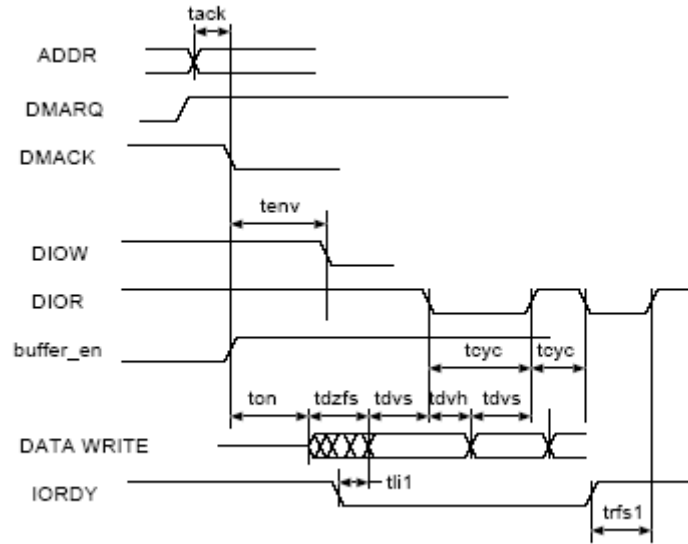 tack
ADDR
DMARQ
DMACK
tenv
DIOW
DIOR
buffer_en
tcyc tcyc
ton tdzfs tdvs tdvh tdvs
DATA WRITE
tli1
IORDY
trfs1